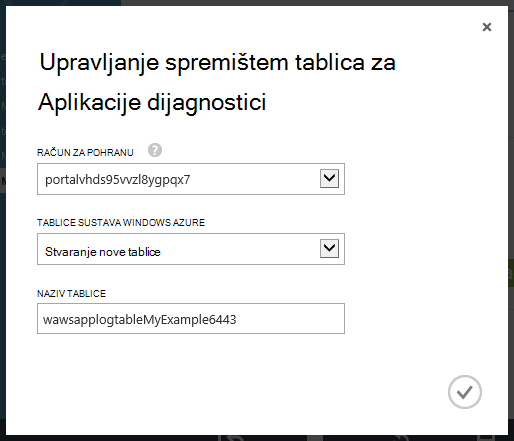 Upravljanje spremištem tablica za
Aplikacije dijagnostici
RAČUN ZA POHRANU ?
portalvhds95vvzl8ygpqx7
TABLICE SUSTAVA WINDOWS AZURE
Stvaranje nove tablice
NAZIV TABLICE
wawsapplogtableMyExample6443